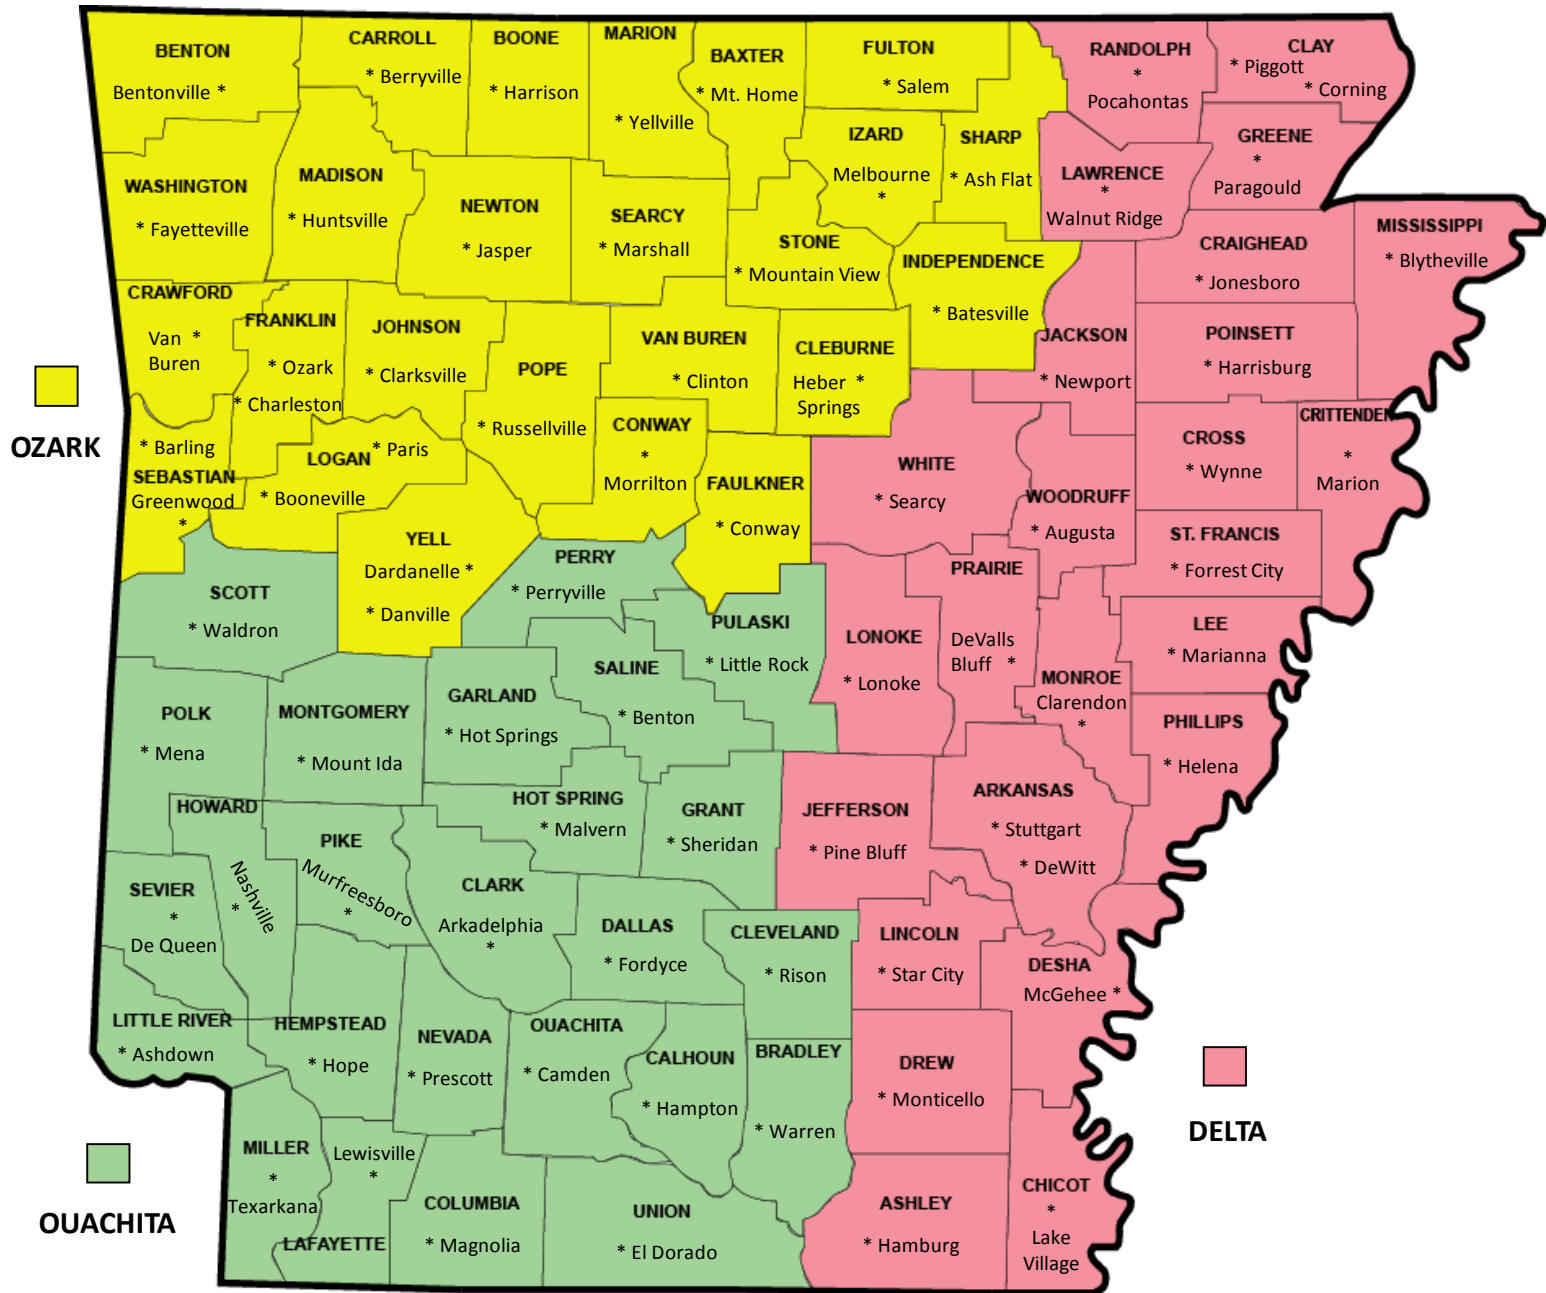 BENTON
Bentonville *
CARROLL
* Berryville
BOONE
* Harrison
MARION
* Yellville
BAXTER
* Mt. Home
FULTON
* Salem
RANDOLPH
*
Pocahontas
CLAY
* Piggott
* Corning
WASHINGTON
* Fayetteville
MADISON
* Huntsville
NEWTON
* Jasper
SEARCY
* Marshall
STONE
* Mountain View
IZARD
Melbourne
*
SHARP
* Ash Flat
LAWRENCE
*
Walnut Ridge
GREENE
*
Paragould
INDEPENDENCE
* Batesville
CRAIGHEAD
* Jonesboro
MISSISSIPPI
* Blytheville
CRAWFORD
Van *
Buren
FRANKLIN
* Ozark
* Charleston
JOHNSON
* Clarksville
POPE
* Russellville
VAN BUREN
* Clinton
CLEBURNE
Heber *
Springs
JACKSON
* Newport
POINSETT
* Harrisburg
OZARK
* Barling
SEBASTIAN
Greenwood
*
LOGAN
* Paris
* Booneville
CONWAY
*
Morrilton
FAULKNER
* Conway
WHITE
* Searcy
WOODRUFF
* Augusta
CROSS
* Wynne
CRITTENDEN
*
Marion
YELL
Dardanelle *
* Danville
SCOTT
* Waldron
PERRY
* Perryville
PULASKI
* Little Rock
LONOKE
* Lonoke
PRAIRIE
DeValls
Bluff *
ST. FRANCIS
* Forrest City
LEE
* Marianna
MONROE
Clarendon
*
PHILLIPS
* Helena
POLK
* Mena
MONTGOMERY
* Mount Ida
GARLAND
* Hot Springs
SALINE
* Benton
HOT SPRING
* Malvern
GRANT
* Sheridan
JEFFERSON
* Pine Bluff
ARKANSAS
* Stuttgart
* DeWitt
HOWARD
Nashville
*
PIKE
Murfreesboro
*
SEVIER
*
De Queen
CLARK
Arkadelphia
*
DALLAS
* Fordyce
CLEVELAND
* Rison
LINCOLN
* Star City
DESHA
McGehee *
LITTLE RIVER
* Ashdown
HEMPSTEAD
* Hope
NEVADA
* Prescott
OUACHITA
* Camden
CALHOUN
* Hampton
BRADLEY
* Warren
DREW
* Monticello
DELTA
OUACHITA
MILLER
*
Texarkana
Lewisville
*
LAFAYETTE
COLUMBIA
* Magnolia
UNION
* El Dorado
ASHLEY
* Hamburg
CHICOT
*
Lake
Village